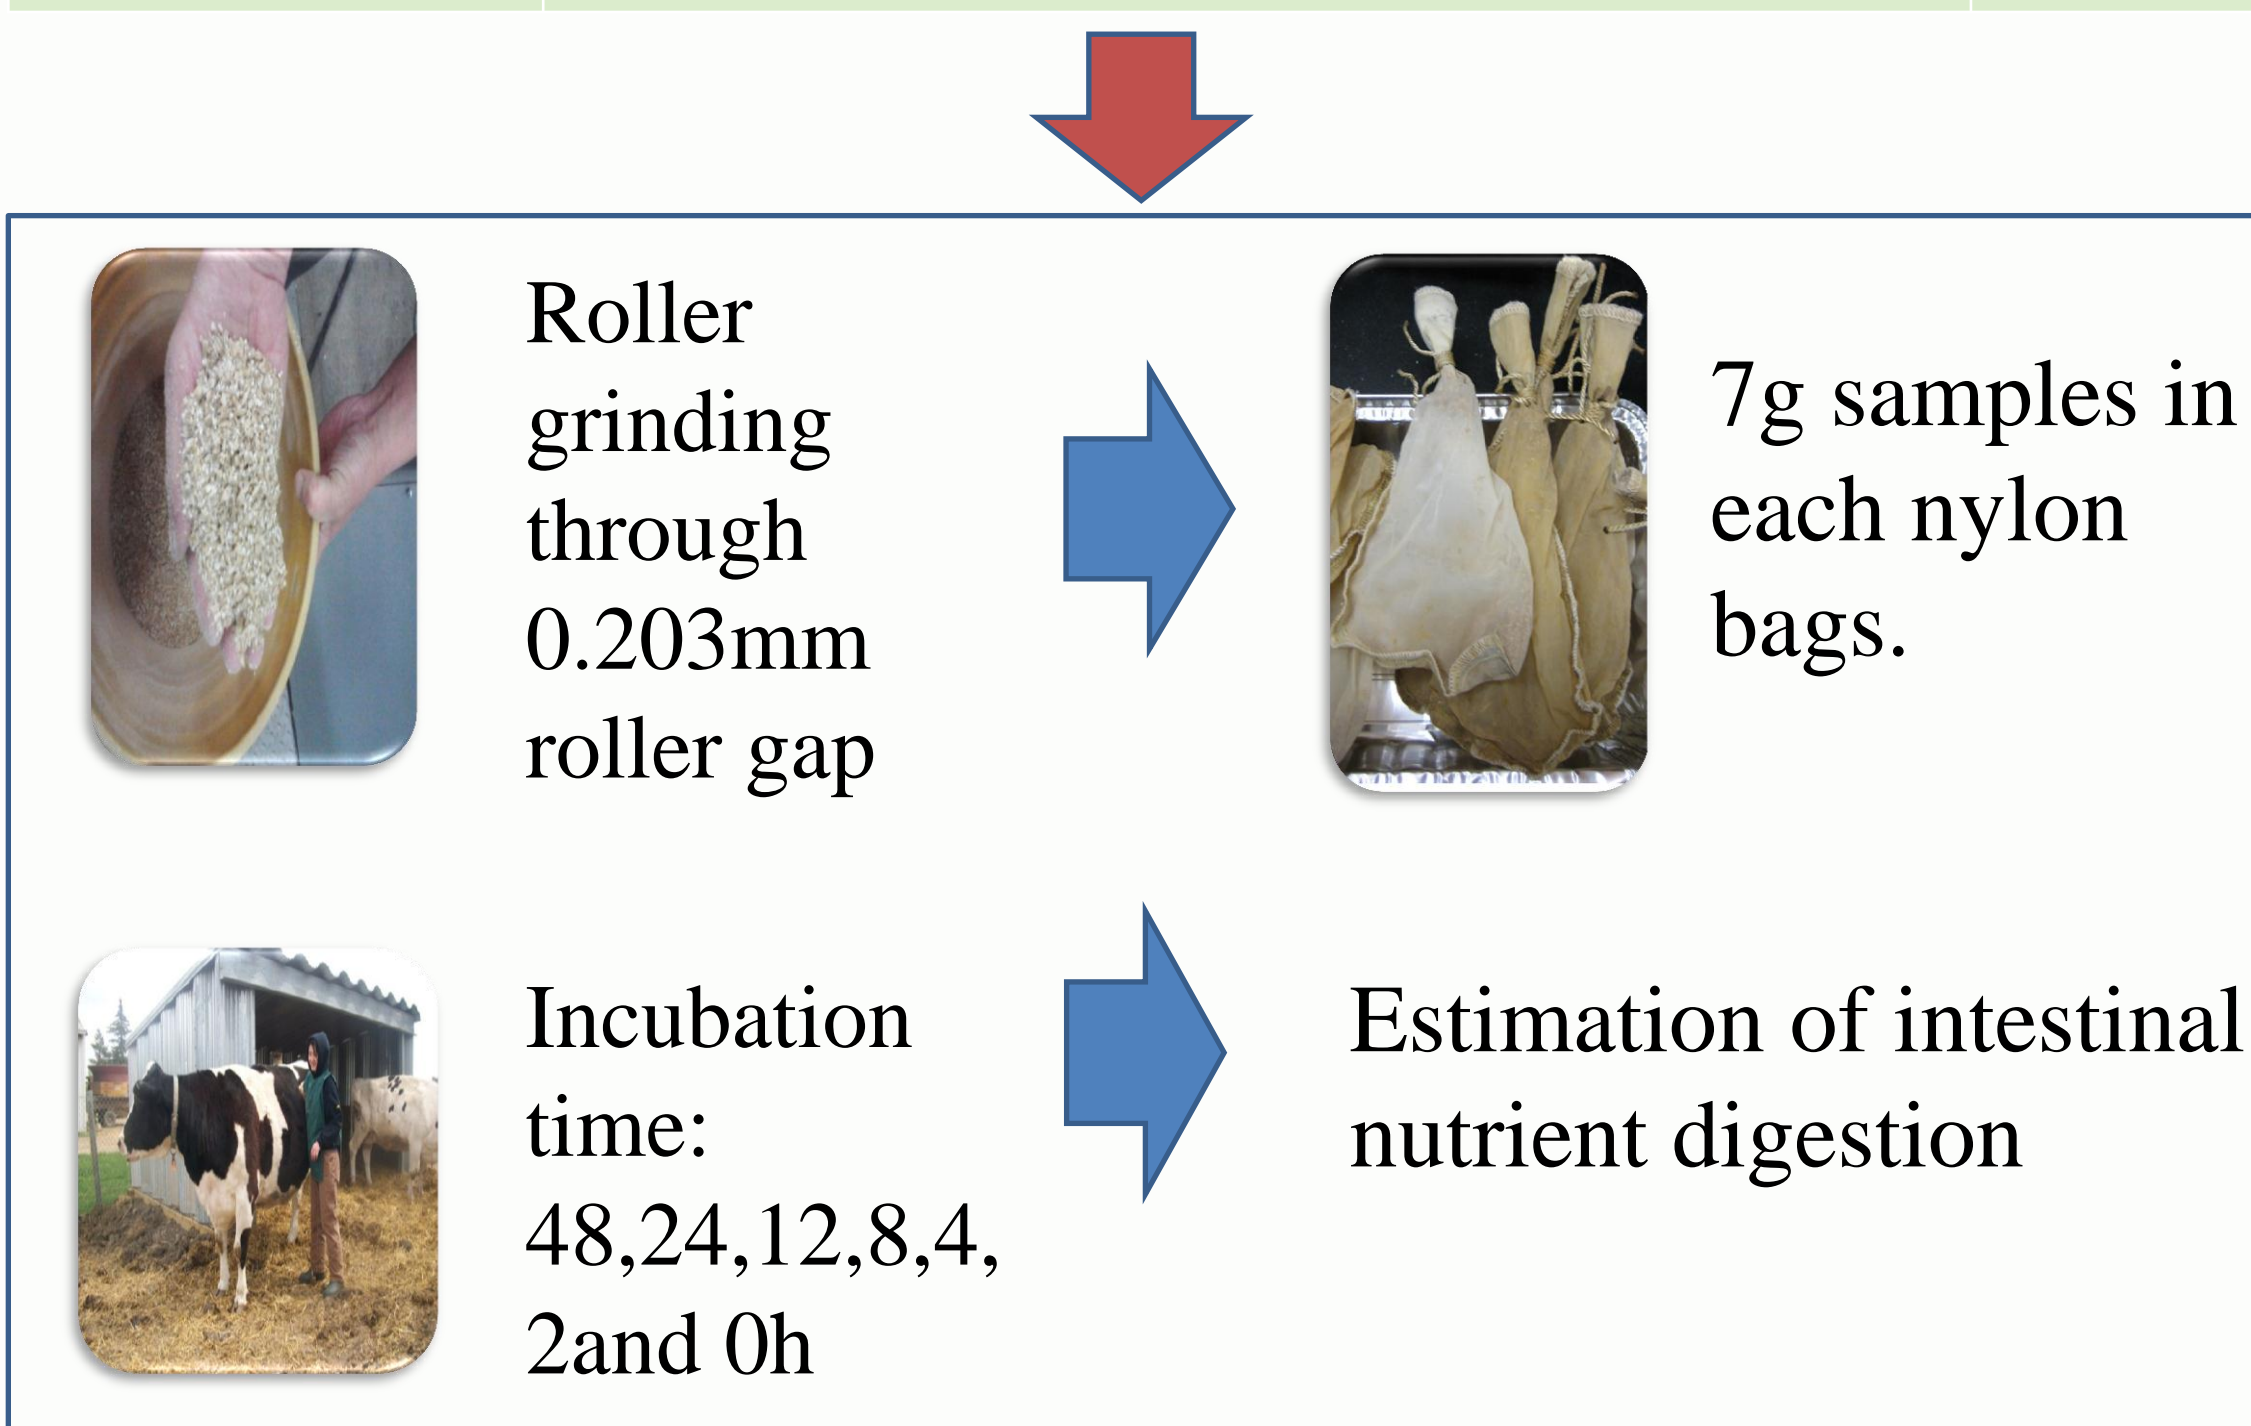 Roller
grinding
through
0.203mm
roller gap
7g samples in
each nylon
bags.
Incubation
time:
48,24,12,8,4,
2and 0h
Estimation of intestinal
nutrient digestion